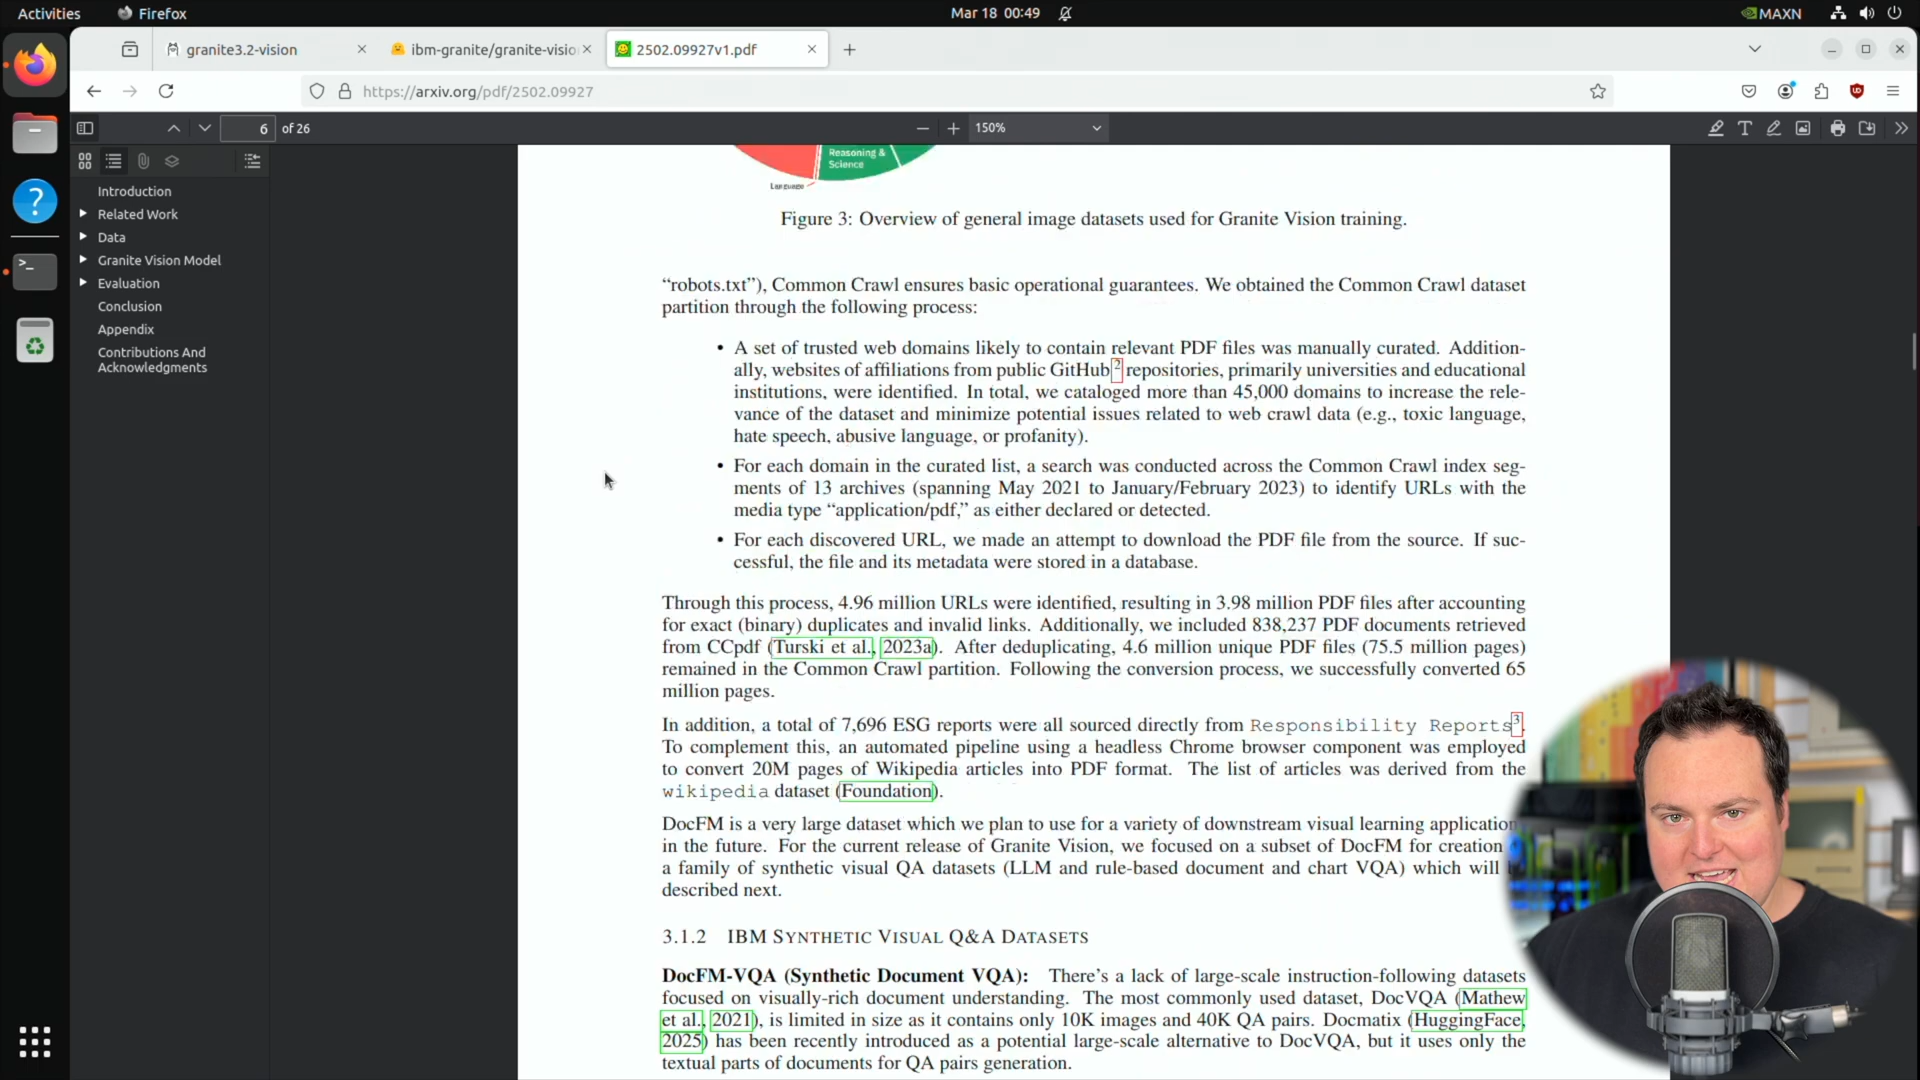 Activities
Firefox
Mar 18 00:49
MAXN
granite3.2-vision
ibm-granite/granite-visio
2502.09927v1.pdf
https://arxiv.org/pdf/2502.09927
6 of 26
150%
Introduction
Related Work
Data
Granite Vision Model
Evaluation
Conclusion
Appendix
Contributions And
Acknowledgments
Reasoning &
Science
Language
Figure 3: Overview of general image datasets used for Granite Vision training.
“robots.txt”), Common Crawl ensures basic operational guarantees. We obtained the Common Crawl dataset
partition through the following process:
• A set of trusted web domains likely to contain relevant PDF files was manually curated. Addition-
ally, websites of affiliations from public GitHub2 repositories, primarily universities and educational
institutions, were identified. In total, we cataloged more than 45,000 domains to increase the rele-
vance of the dataset and minimize potential issues related to web crawl data (e.g., toxic language,
hate speech, abusive language, or profanity).
• For each domain in the curated list, a search was conducted across the Common Crawl index seg-
ments of 13 archives (spanning May 2021 to January/February 2023) to identify URLs with the
media type “application/pdf,” as either declared or detected.
• For each discovered URL, we made an attempt to download the PDF file from the source. If suc-
cessful, the file and its metadata were stored in a database.
Through this process, 4.96 million URLs were identified, resulting in 3.98 million PDF files after accounting
for exact (binary) duplicates and invalid links. Additionally, we included 838,237 PDF documents retrieved
from CCpdf (Turski et al., 2023a). After deduplicating, 4.6 million unique PDF files (75.5 million pages)
remained in the Common Crawl partition. Following the conversion process, we successfully converted 65
million pages.
In addition, a total of 7,696 ESG reports were all sourced directly from Responsibility Reports3.
To complement this, an automated pipeline using a headless Chrome browser component was employed
to convert 20M pages of Wikipedia articles into PDF format. The list of articles was derived from the
wikipedia dataset (Foundation).
DocFM is a very large dataset which we plan to use for a variety of downstream visual learning application
in the future. For the current release of Granite Vision, we focused on a subset of DocFM for creation
a family of synthetic visual QA datasets (LLM and rule-based document and chart VQA) which will
described next.
3.1.2 IBM SYNTHETIC VISUAL Q&A DATASETS
DocFM-VQA (Synthetic Document VQA): There’s a lack of large-scale instruction-following datasets
focused on visually-rich document understanding. The most commonly used dataset, DocVQA (Mathew
et al., 2021), is limited in size as it contains only 10K images and 40K QA pairs. Docmatix (HuggingFace,
2025) has been recently introduced as a potential large-scale alternative to DocVQA, but it uses only the
textual parts of documents for QA pairs generation.